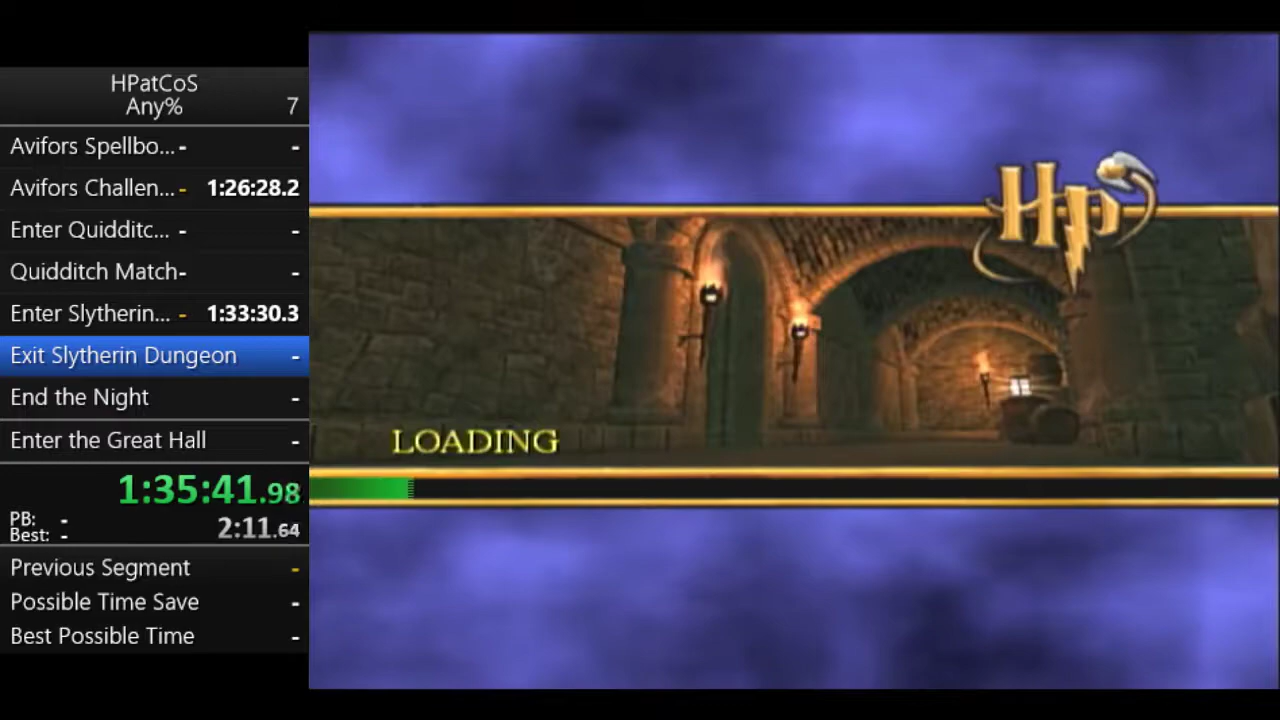 HPatCoS
Any% 7
Avifors Spellbo... - -
Avifors Challen... - 1:26:28.2
Enter Quidditc... - -
Quidditch Match- -
Enter Slytherin... - 1:33:30.3
Exit Slytherin Dungeon -
End the Night -
Enter the Great Hall -
1:35:41.98
PB: -
Best: - 2:11.64
Previous Segment -
Possible Time Save -
Best Possible Time -
HP
LOADING